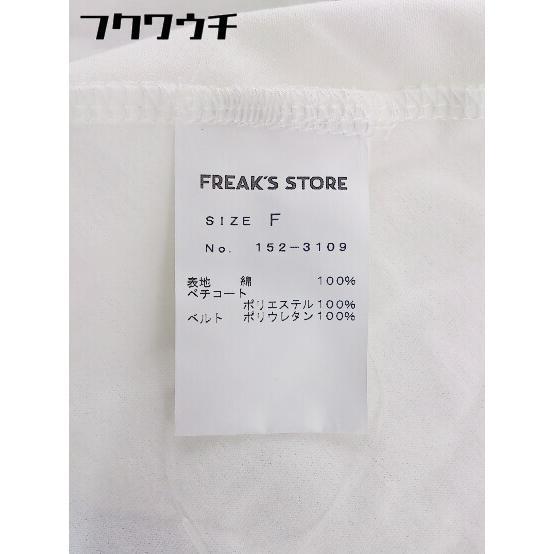 フクワウチ
FREAK'S STORE
SIZE F
No. 152-3109
表地 綿 100%
ペチコート
ポリエステル100%
ベルト ポリウレタン100%